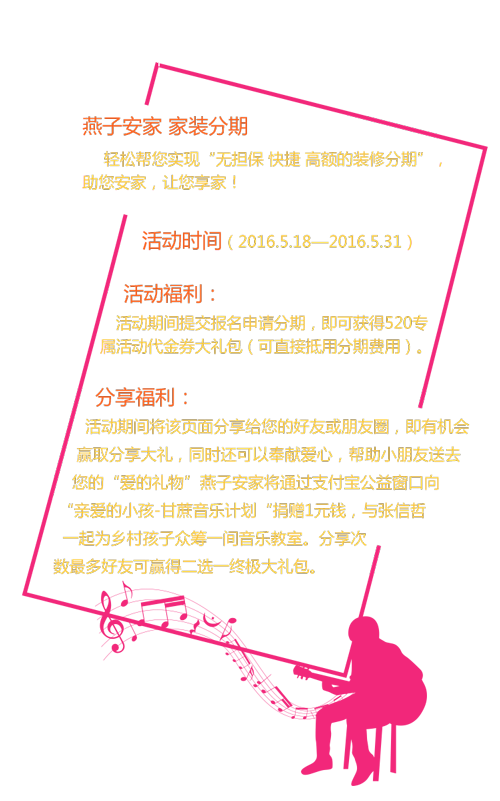 燕子安家 家装分期
轻松帮您实现“无担保 快捷 高额的装修分期”，
助您安家，让您享家！
活动时间（2016.5.18—2016.5.31）
活动福利：
活动期间提交报名申请分期，即可获得520专
属活动代金券大礼包（可直接抵用分期费用）。
分享福利：
活动期间将该页面分享给您的好友或朋友圈，即有机会
赢取分享大礼，同时还可以奉献爱心，帮助小朋友送去
您的“爱的礼物”燕子安家将通过支付宝公益窗口向
“亲爱的小孩-甘蔗音乐计划“捐赠1元钱，与张信哲
一起为乡村孩子众筹一间音乐教室。分享次
数最多好友可赢得二选一终极大礼包。